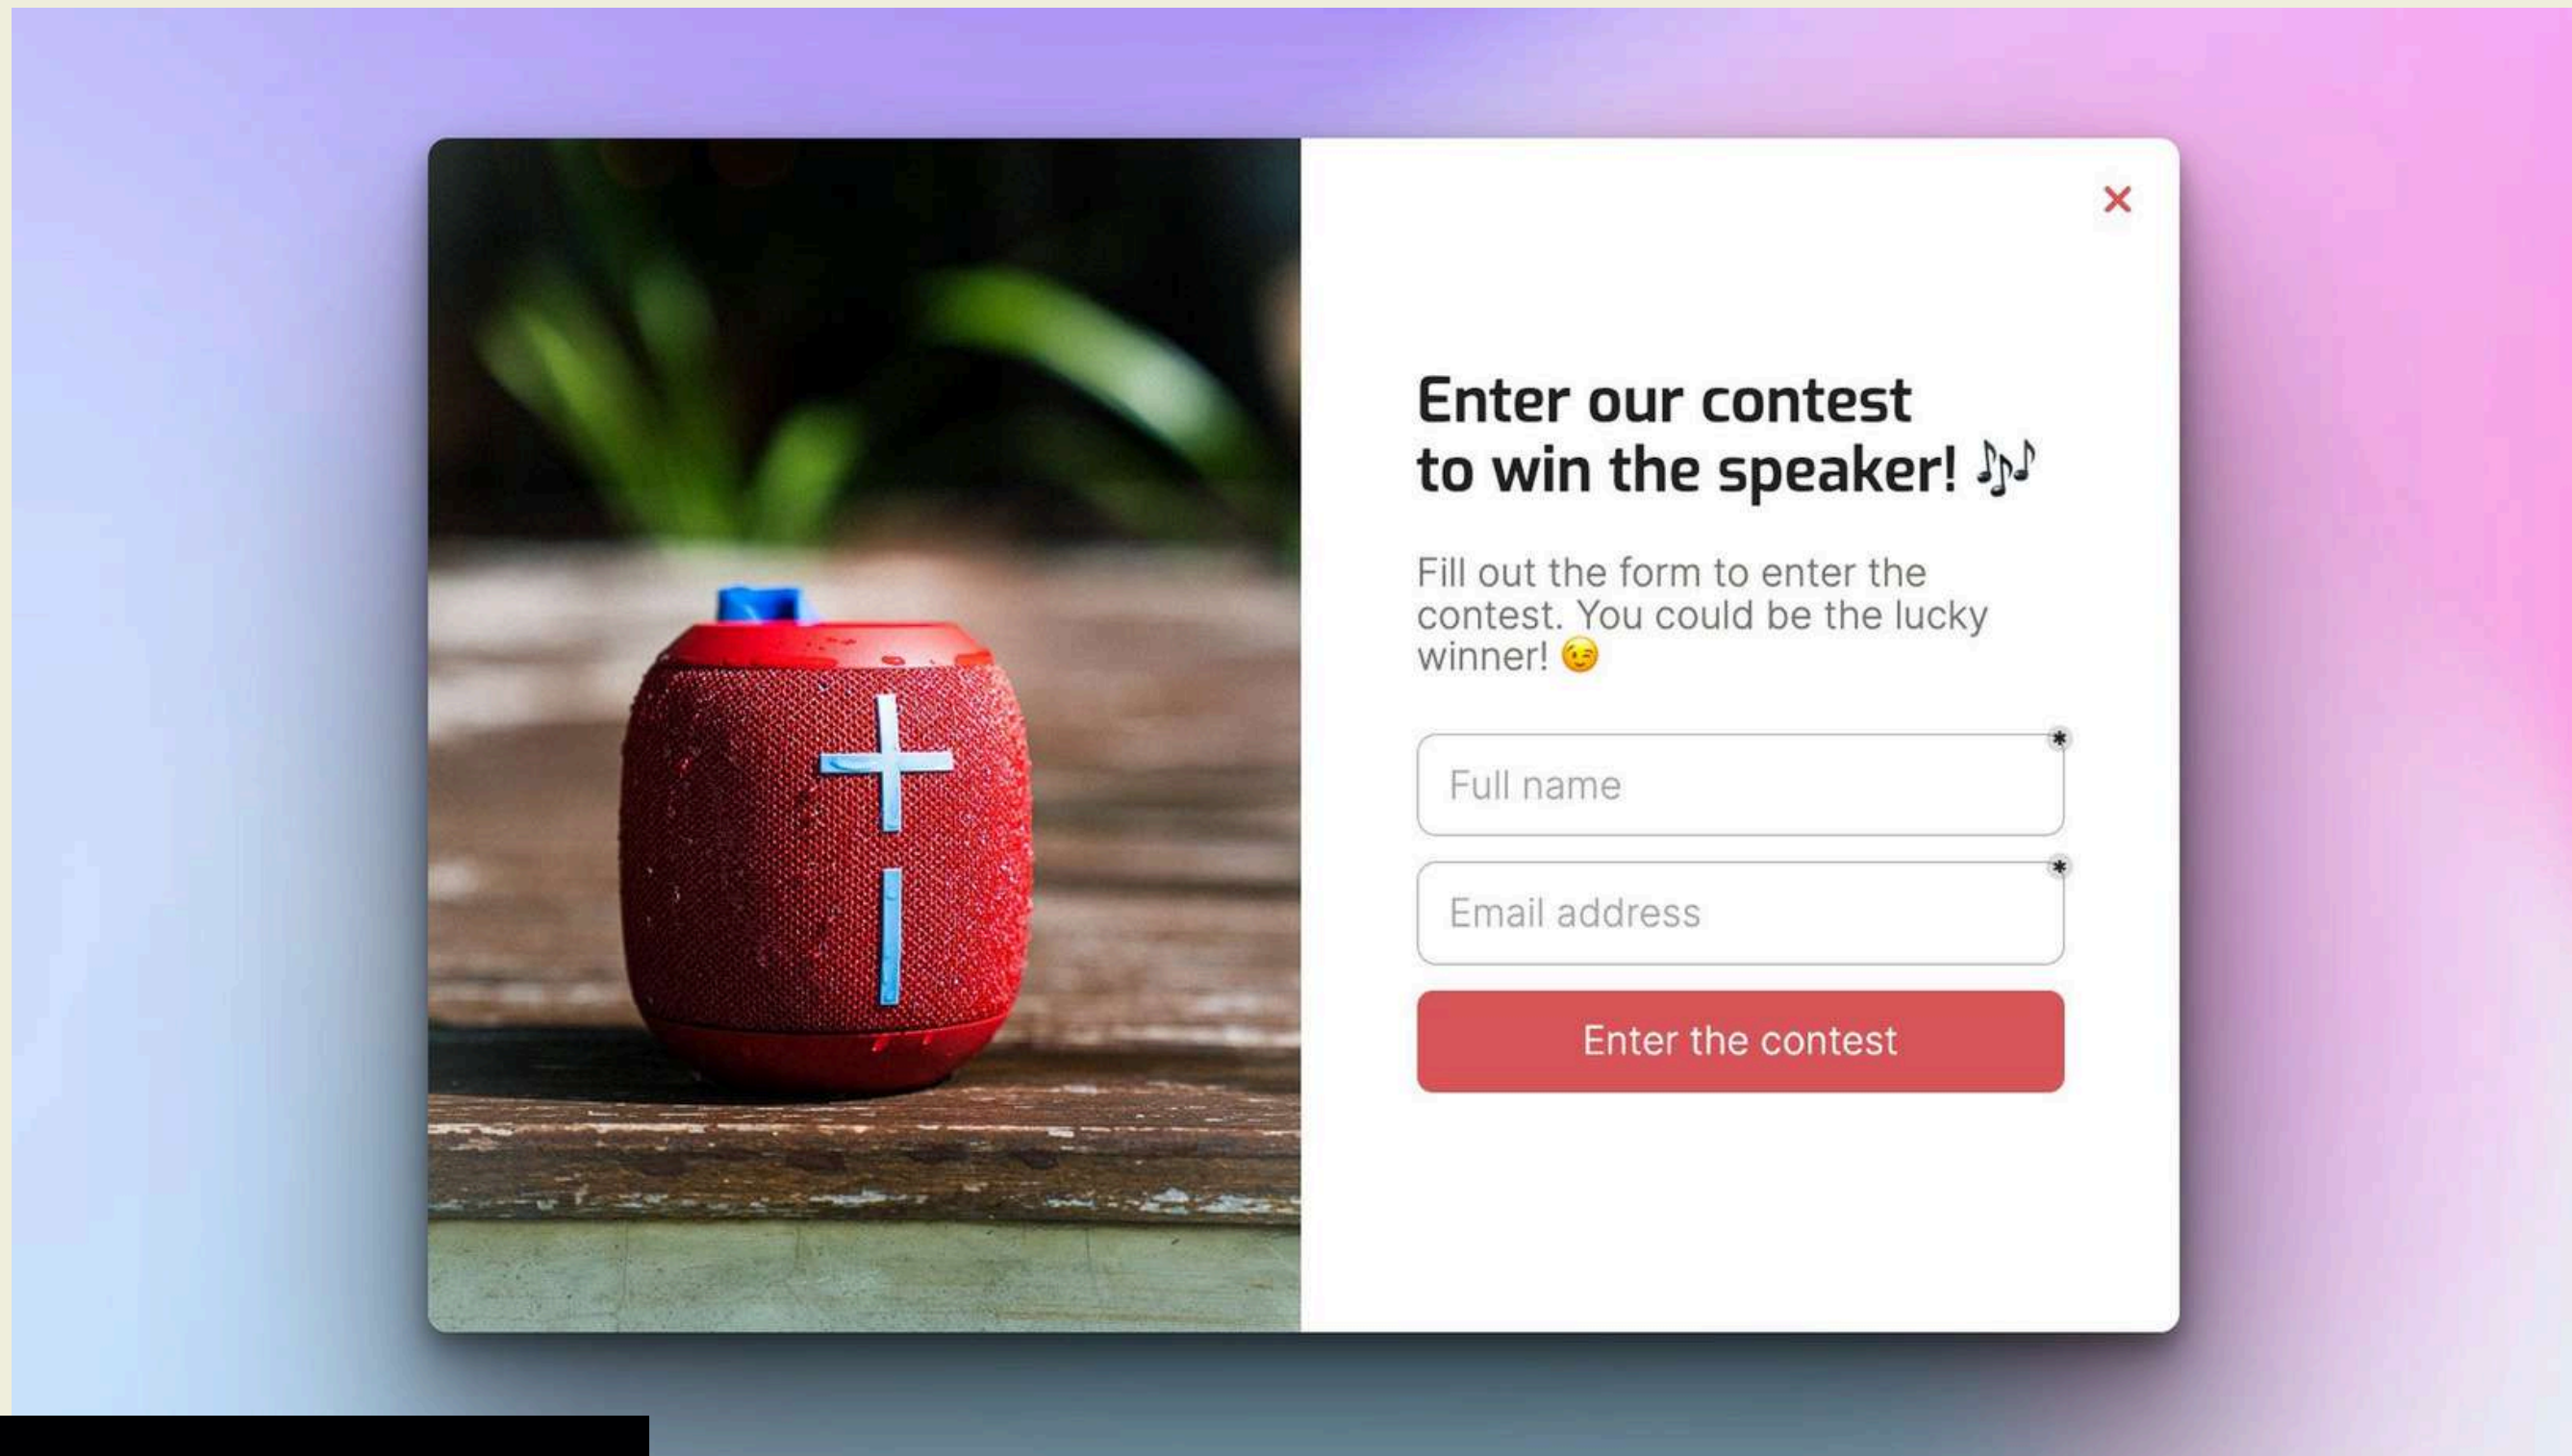 Enter our contest
to win the speaker! 🎶
Fill out the form to enter the
contest. You could be the lucky
winner! 😉
Full name
*
Email address
*
Enter the contest